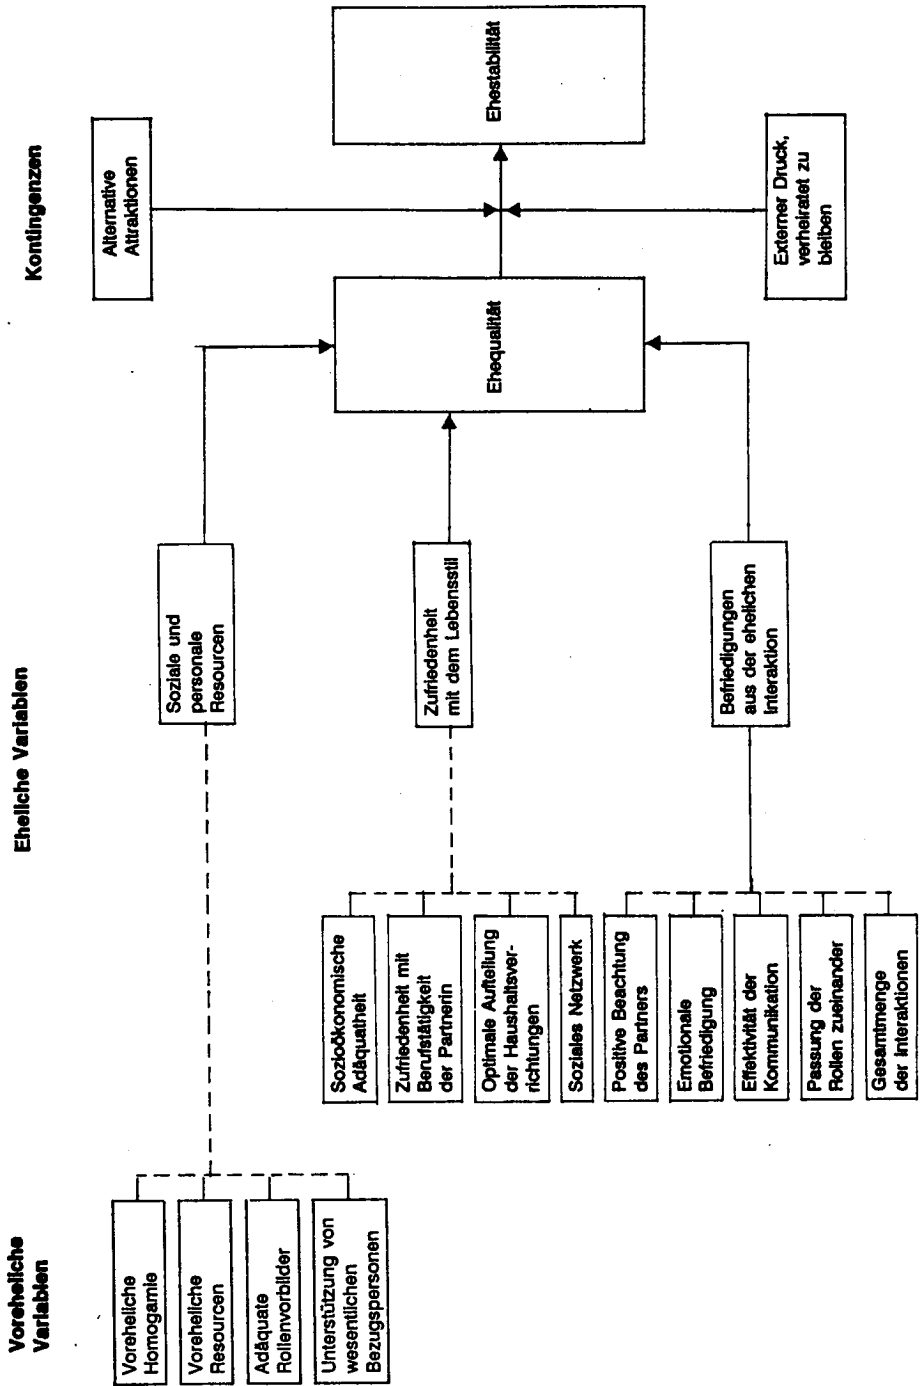 Voreheliche
Variablen
Eheliche Variablen
Kontingenzen
Voreheliche
Homogamie
Voreheliche
Resourcen
Adäquate
Rollenvorbilder
Unterstützung von
wesentlichen
Bezugspersonen
Soziale und
personale
Resourcen
Sozioökonomische
Adäquatheit
Zufriedenheit mit
Berufstätigkeit
der Partnerin
Optimale Aufteilung
der Haushaltsver-
richtungen
Soziales Netzwerk
Zufriedenheit
mit dem Lebensstil
Positive Beachtung
des Partners
Emotionale
Befriedigung
Effektivität der
Kommunikation
Passung der
Rollen zueinander
Gesamtmenge
der Interaktionen
Befriedigungen
aus der ehelichen
Interaktion
Ehequalität
Alternative
Attraktionen
Externer Druck,
verheiratet zu
bleiben
Ehestabilität